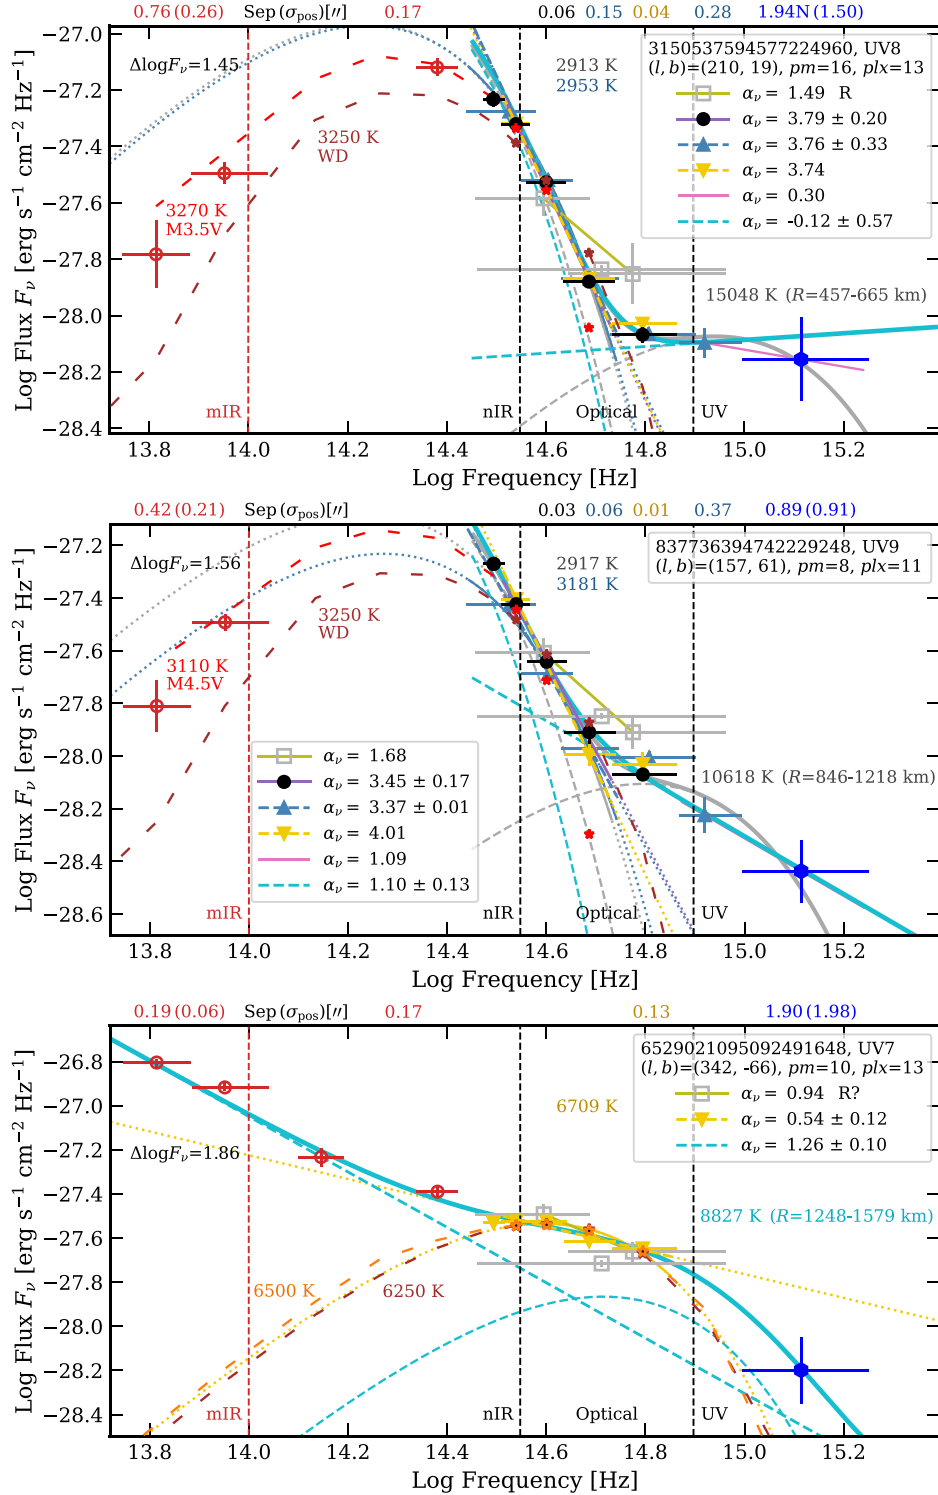 0.76 (0.26) Sep (σpos)[″] 0.17 0.06 0.15 0.04 0.28 1.94N (1.50)
−27.0
−27.2
−27.4
−27.6
−27.8
−28.0
−28.2
−28.4
Log Flux Fν [erg s⁻¹ cm⁻² Hz⁻¹]
ΔlogFν=1.45
3250 K
WD
3270 K
M3.5V
2913 K
2953 K
3150537594577224960, UV8
(l, b)=(210, 19), pm=16, plx=13
αν = 1.49 R
αν = 3.79 ± 0.20
αν = 3.76 ± 0.33
αν = 3.74
αν = 0.30
αν = -0.12 ± 0.57
15048 K (R=457-665 km)
mIR nIR Optical UV
13.8 14.0 14.2 14.4 14.6 14.8 15.0 15.2
Log Frequency [Hz]
0.42 (0.21) Sep (σpos)[″] 0.03 0.06 0.01 0.37 0.89 (0.91)
−27.2
−27.4
−27.6
−27.8
−28.0
−28.2
−28.4
−28.6
Log Flux Fν [erg s⁻¹ cm⁻² Hz⁻¹]
ΔlogFν=1.56
3250 K
WD
3110 K
M4.5V
2917 K
3181 K
837736394742229248, UV9
(l, b)=(157, 61), pm=8, plx=11
αν = 1.68
αν = 3.45 ± 0.17
αν = 3.37 ± 0.01
αν = 4.01
αν = 1.09
αν = 1.10 ± 0.13
10618 K (R=846-1218 km)
mIR nIR Optical UV
13.8 14.0 14.2 14.4 14.6 14.8 15.0 15.2
Log Frequency [Hz]
0.19 (0.06) Sep (σpos)[″] 0.17 0.13 1.90 (1.98)
−26.8
−27.0
−27.2
−27.4
−27.6
−27.8
−28.0
−28.2
−28.4
Log Flux Fν [erg s⁻¹ cm⁻² Hz⁻¹]
ΔlogFν=1.86
6709 K
6529021095092491648, UV7
(l, b)=(342, -66), pm=10, plx=13
αν = 0.94 R?
αν = 0.54 ± 0.12
αν = 1.26 ± 0.10
8827 K (R=1248-1579 km)
6500 K 6250 K
mIR nIR Optical UV
13.8 14.0 14.2 14.4 14.6 14.8 15.0 15.2
Log Frequency [Hz]